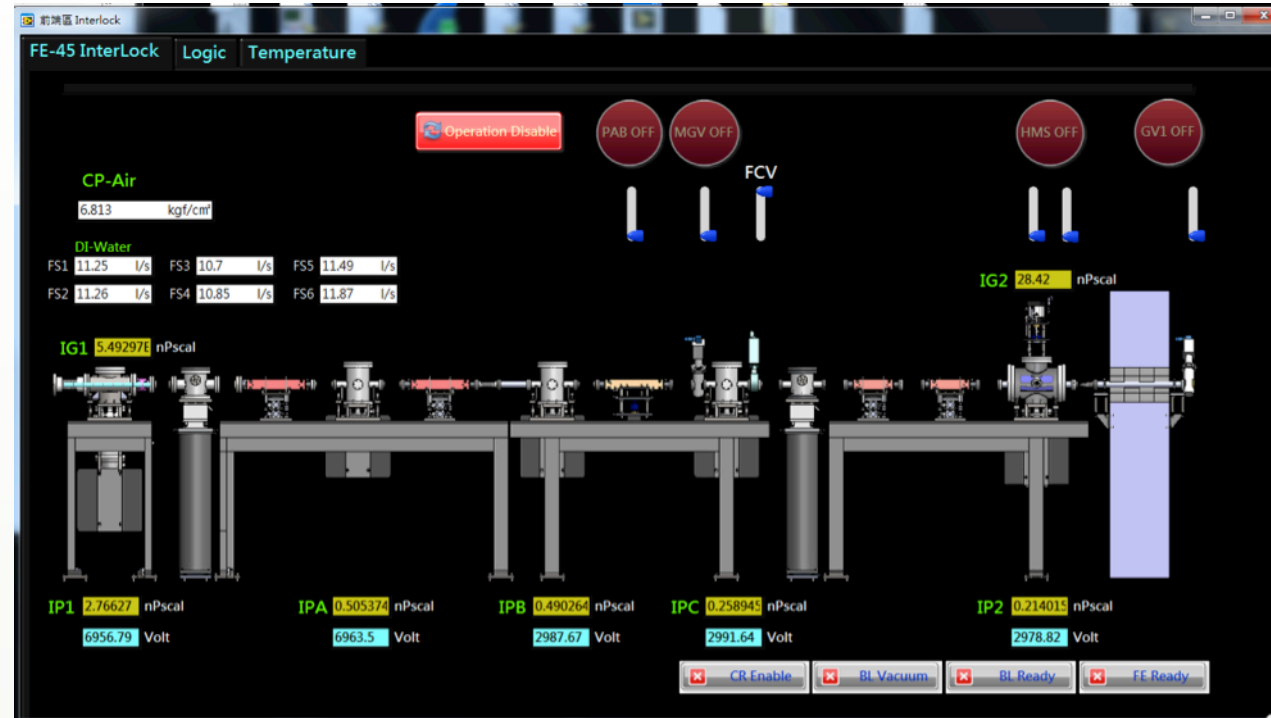 前端區 Interlock
FE-45 InterLock Logic Temperature
Operation Disable PAB OFF MGV OFF HMS OFF GV1 OFF
FCV
CP-Air
6.813 kgf/cm²
DI-Water
FS1 11.25 l/s FS3 10.7 l/s FS5 11.49 l/s
FS2 11.26 l/s FS4 10.85 l/s FS6 11.87 l/s
IG2 28.42 nPscal
IG1 5.49297E nPscal
IP1 2.76627 nPscal IPA 0.505374 nPscal IPB 0.490264 nPscal IPC 0.258945 nPscal IP2 0.214015 nPscal
6956.79 Volt 6963.5 Volt 2987.67 Volt 2991.64 Volt 2978.82 Volt
CR Enable BL Vacuum BL Ready FE Ready